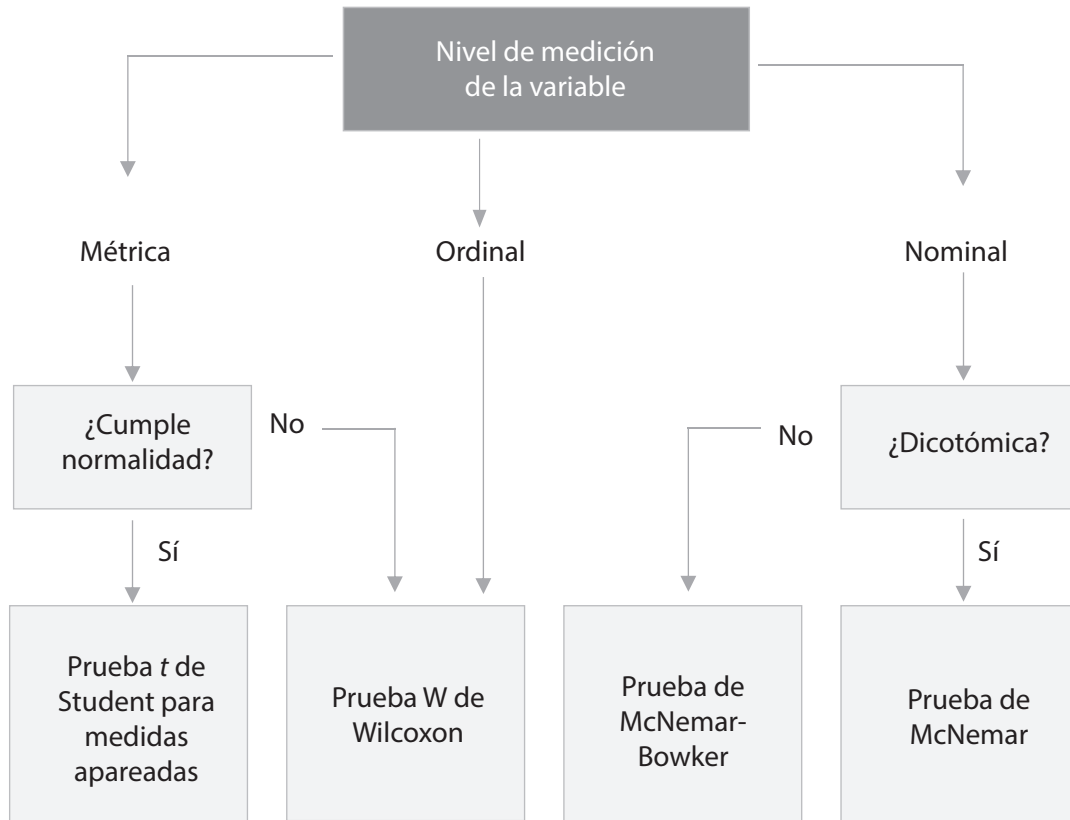 Nivel de medición
de la variable
Métrica
Ordinal
Nominal
¿Cumple
normalidad?
No
No
¿Dicotómica?
Sí
Sí
Prueba t de
Student para
medidas
apareadas
Prueba W de
Wilcoxon
Prueba de
McNemar-
Bowker
Prueba de
McNemar